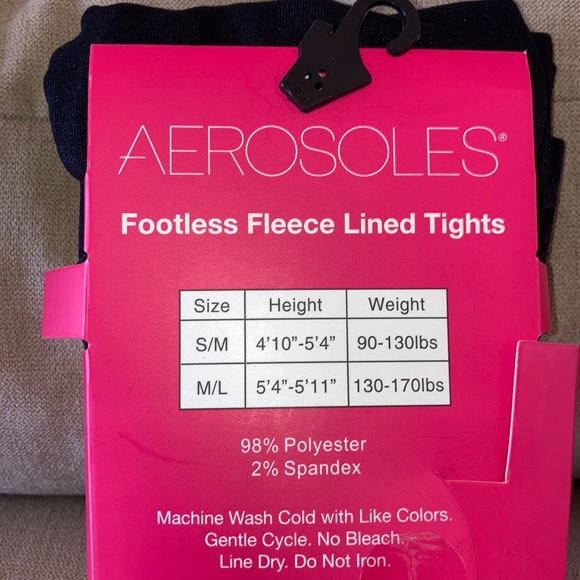 AEROSOLES®
Footless Fleece Lined Tights
Size Height Weight
S/M 4'10"-5'4" 90-130lbs
M/L 5'4"-5'11" 130-170lbs
98% Polyester
2% Spandex
Machine Wash Cold with Like Colors.
Gentle Cycle. No Bleach.
Line Dry. Do Not Iron.